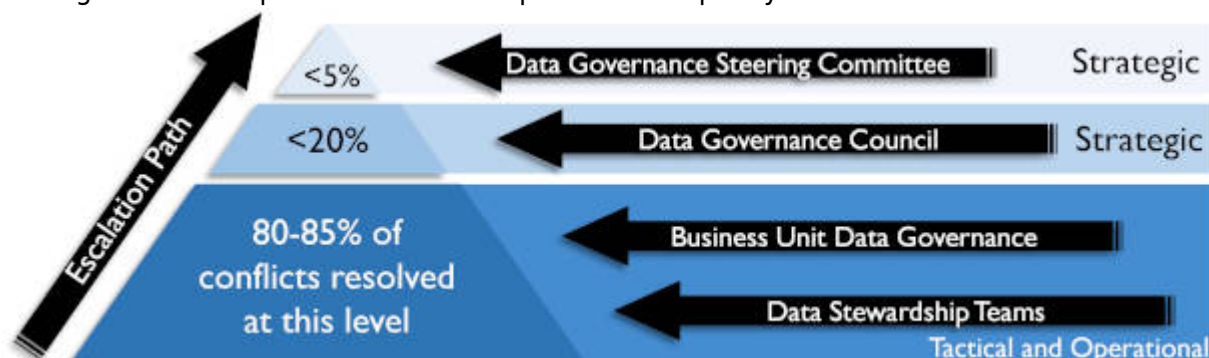 <5%
Data Governance Steering Committee
Strategic
<20%
Data Governance Council
Strategic
Escalation Path
80-85% of
conflicts resolved
at this level
Business Unit Data Governance
Data Stewardship Teams
Tactical and Operational